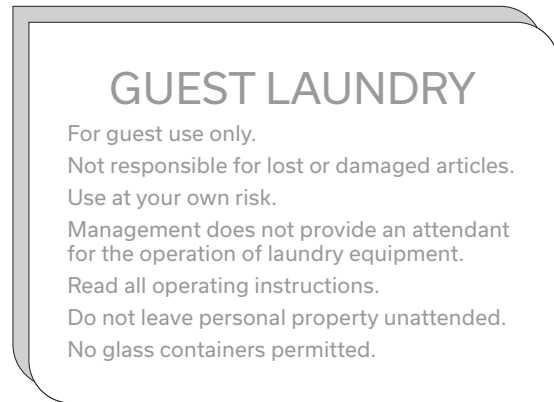 GUEST LAUNDRY
For guest use only.
Not responsible for lost or damaged articles.
Use at your own risk.
Management does not provide an attendant
for the operation of laundry equipment.
Read all operating instructions.
Do not leave personal property unattended.
No glass containers permitted.